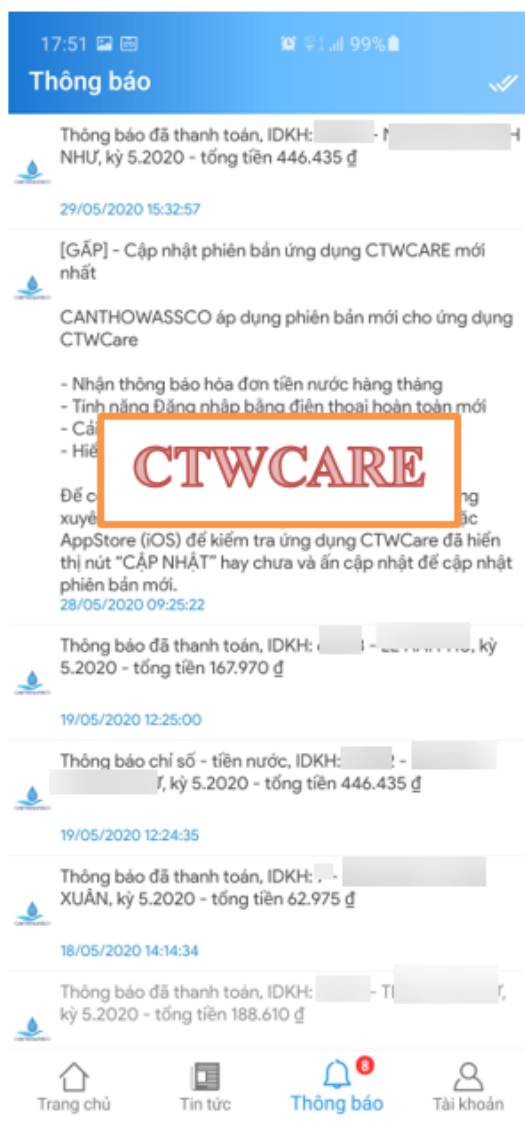 17:51 99%
Thông báo
Thông báo đã thanh toán, IDKH: -
NHƯ, kỳ 5.2020 - tổng tiền 446.435 ₫
29/05/2020 15:32:57
[GẤP] - Cập nhật phiên bản ứng dụng CTWCARE mới
nhất
CANTHOWASSCO áp dụng phiên bản mới cho ứng dụng
CTWCare
- Nhận thông báo hóa đơn tiền nước hàng tháng
- Tính năng Đăng nhập bằng điện thoại hoàn toàn mới
CTWCARE
AppStore (iOS) để kiểm tra ứng dụng CTWCare đã hiển
thị nút “CẬP NHẬT” hay chưa và ấn cập nhật để cập nhật
phiên bản mới.
28/05/2020 09:25:22
Thông báo đã thanh toán, IDKH: - , kỳ
5.2020 - tổng tiền 167.970 ₫
19/05/2020 12:25:00
Thông báo chỉ số - tiền nước, IDKH: -
, kỳ 5.2020 - tổng tiền 446.435 ₫
19/05/2020 12:24:35
Thông báo đã thanh toán, IDKH: -
XUÂN, kỳ 5.2020 - tổng tiền 62.975 ₫
18/05/2020 14:14:34
Thông báo đã thanh toán, IDKH: - ,
kỳ 5.2020 - tổng tiền 188.610 ₫
8
Trang chủ Tin tức Thông báo Tài khoản